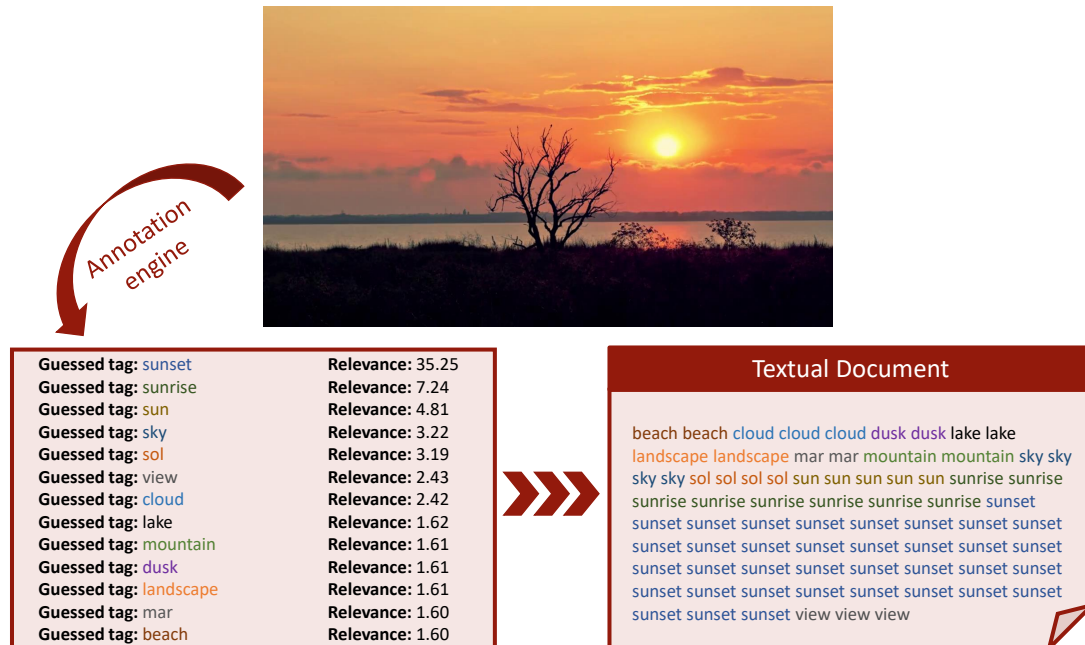 Annotation
engine
Guessed tag: sunset Relevance: 35.25
Guessed tag: sunrise Relevance: 7.24
Guessed tag: sun Relevance: 4.81
Guessed tag: sky Relevance: 3.22
Guessed tag: sol Relevance: 3.19
Guessed tag: view Relevance: 2.43
Guessed tag: cloud Relevance: 2.42
Guessed tag: lake Relevance: 1.62
Guessed tag: mountain Relevance: 1.61
Guessed tag: dusk Relevance: 1.61
Guessed tag: landscape Relevance: 1.61
Guessed tag: mar Relevance: 1.60
Guessed tag: beach Relevance: 1.60
Textual Document
beach beach cloud cloud cloud dusk dusk lake lake
landscape landscape mar mar mountain mountain sky sky
sky sky sol sol sol sol sun sun sun sun sun sunrise sunrise
sunrise sunrise sunrise sunrise sunrise sunrise sunset
sunset sunset sunset sunset sunset sunset sunset sunset
sunset sunset sunset sunset sunset sunset sunset sunset
sunset sunset sunset sunset sunset sunset sunset sunset
sunset sunset sunset sunset sunset sunset sunset sunset
sunset sunset sunset view view view